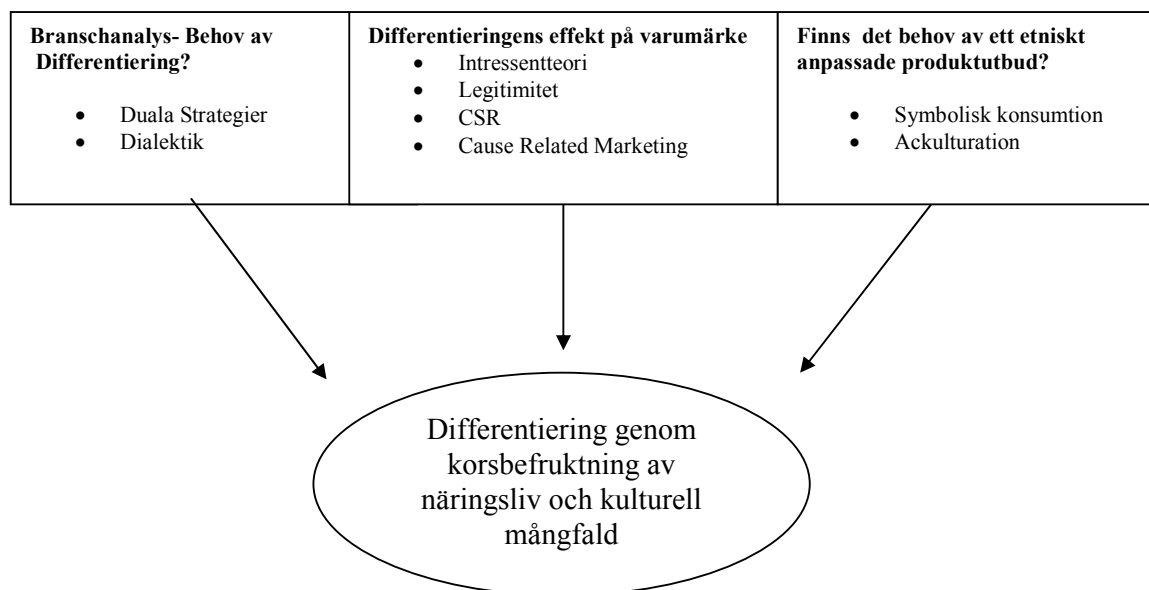 Branschanalys- Behov av
Differentiering?
• Duala Strategier
• Dialektik
Differentieringens effekt på varumärke
• Intressentteori
• Legitimitet
• CSR
• Cause Related Marketing
Finns det behov av ett etniskt
anpassade produktutbud?
• Symbolisk konsumtion
• Ackulturation
Differentiering genom
korsbefruktning av
näringsliv och kulturell
mångfald